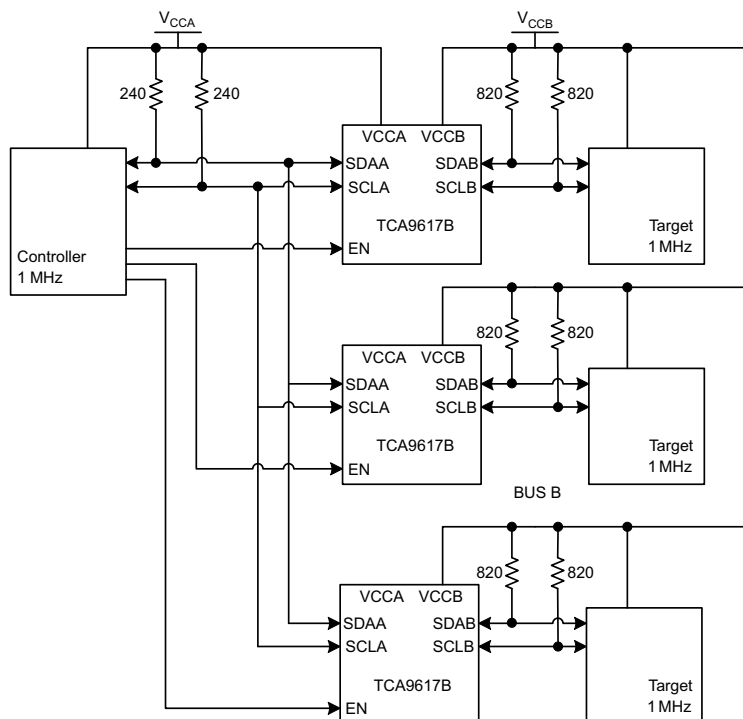 VCCA
VCCB
240
240
820
820
VCCA VCCB
SDAA SDAB
SCLA SCLB
TCA9617B
EN
Controller
1 MHz
Target
1 MHz
820
820
VCCA VCCB
SDAA SDAB
SCLA SCLB
TCA9617B
EN
Target
1 MHz
BUS B
820
820
VCCA VCCB
SDAA SDAB
SCLA SCLB
TCA9617B
EN
Target
1 MHz